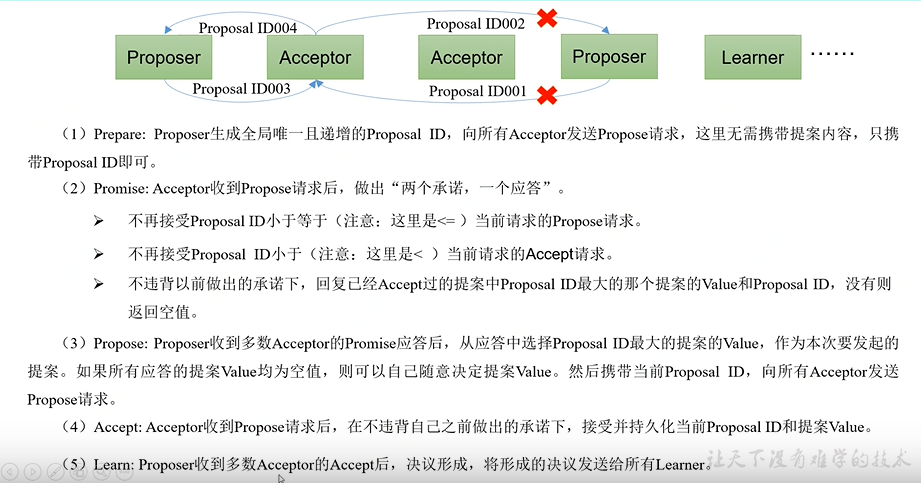 Proposal ID004
Proposal ID002
Proposer
Acceptor
Acceptor
Proposer
Learner
······
Proposal ID003
Proposal ID001
（1）Prepare: Proposer生成全局唯一且递增的Proposal ID，向所有Acceptor发送Propose请求，这里无需携带提案内容，只携
带Proposal ID即可。
（2）Promise: Acceptor收到Propose请求后，做出“两个承诺，一个应答”。
➢ 不再接受Proposal ID小于等于（注意：这里是<= ）当前请求的Propose请求。
➢ 不再接受Proposal ID小于（注意：这里是< ）当前请求的Accept请求。
➢ 不违背以前做出的承诺下，回复已经Accept过的提案中Proposal ID最大的那个提案的Value和Proposal ID，没有则
返回空值。
（3）Propose: Proposer收到多数Acceptor的Promise应答后，从应答中选择Proposal ID最大的提案的Value，作为本次要发起的
提案。如果所有应答的提案Value均为空值，则可以自己随意决定提案Value。然后携带当前Proposal ID，向所有Acceptor发送
Propose请求。
（4）Accept: Acceptor收到Propose请求后，在不违背自己之前做出的承诺下，接受并持久化当前Proposal ID和提案Value。
（5）Learn: Proposer收到多数Acceptor的Accept后，决议形成，将形成的决议发送给所有Learner。
让天下没有难学的技术